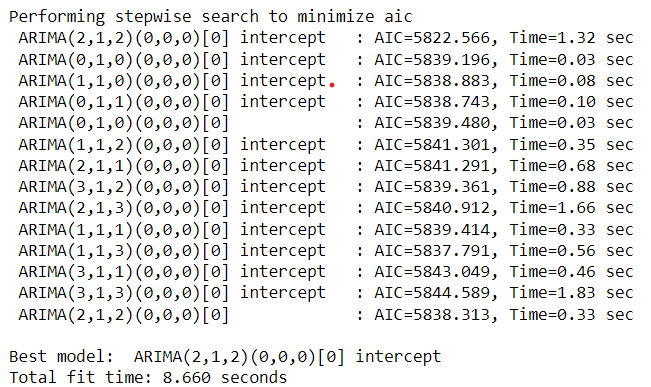 Performing stepwise search to minimize aic
ARIMA(2,1,2)(0,0,0)[0] intercept   : AIC=5822.566, Time=1.32 sec
ARIMA(0,1,0)(0,0,0)[0] intercept   : AIC=5839.196, Time=0.03 sec
ARIMA(1,1,0)(0,0,0)[0] intercept   : AIC=5838.883, Time=0.08 sec
ARIMA(0,1,1)(0,0,0)[0] intercept   : AIC=5838.743, Time=0.10 sec
ARIMA(0,1,0)(0,0,0)[0]             : AIC=5839.480, Time=0.03 sec
ARIMA(1,1,2)(0,0,0)[0] intercept   : AIC=5841.301, Time=0.35 sec
ARIMA(2,1,1)(0,0,0)[0] intercept   : AIC=5841.291, Time=0.68 sec
ARIMA(3,1,2)(0,0,0)[0] intercept   : AIC=5839.361, Time=0.88 sec
ARIMA(2,1,3)(0,0,0)[0] intercept   : AIC=5840.912, Time=1.66 sec
ARIMA(1,1,1)(0,0,0)[0] intercept   : AIC=5839.414, Time=0.33 sec
ARIMA(1,1,3)(0,0,0)[0] intercept   : AIC=5837.791, Time=0.56 sec
ARIMA(3,1,1)(0,0,0)[0] intercept   : AIC=5843.049, Time=0.46 sec
ARIMA(3,1,3)(0,0,0)[0] intercept   : AIC=5844.589, Time=1.83 sec
ARIMA(2,1,2)(0,0,0)[0]             : AIC=5838.313, Time=0.33 sec
Best model:  ARIMA(2,1,2)(0,0,0)[0] intercept
Total fit time: 8.660 seconds